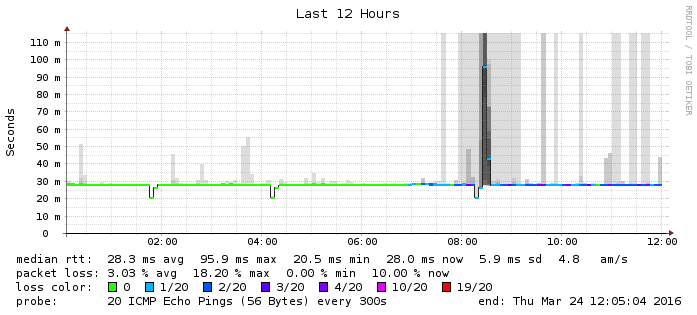 Last 12 Hours
RRDTOOL / TOBI OETIKER
Seconds
110 m
100 m
90 m
80 m
70 m
60 m
50 m
40 m
30 m
20 m
10 m
0
02:00 04:00 06:00 08:00 10:00 12:00
median rtt: 28.3 ms avg 95.9 ms max 20.5 ms min 28.0 ms now 5.9 ms sd 4.8 am/s
packet loss: 3.03 % avg 18.20 % max 0.00 % min 10.00 % now
loss color: 0 1/20 2/20 3/20 4/20 10/20 19/20
probe: 20 ICMP Echo Pings (56 Bytes) every 300s end: Thu Mar 24 12:05:04 2016